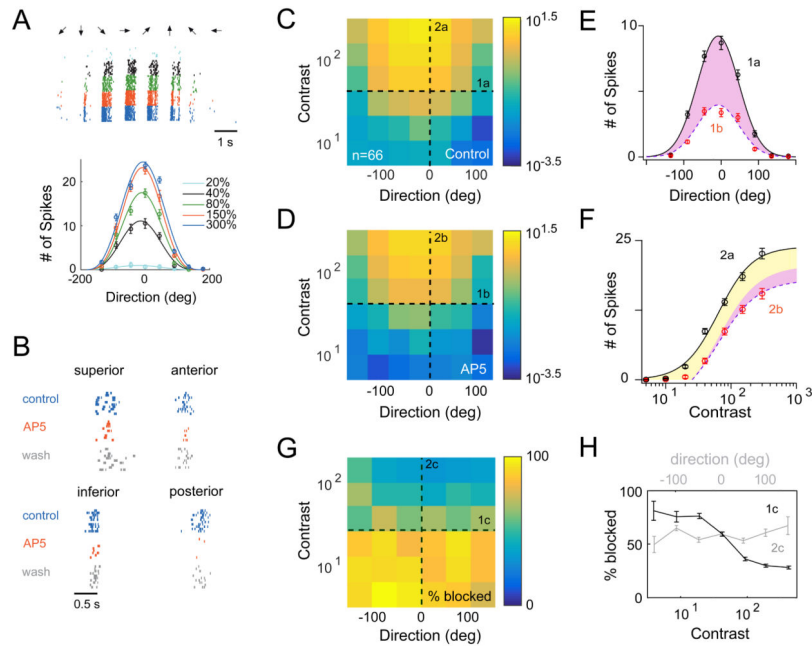 A
1 s
# of Spikes
20
10
0
20%
40%
80%
150%
300%
-200
0
200
Direction (deg)
B
superior
anterior
control
AP5
wash
inferior
posterior
control
AP5
wash
0.5 s
C
Contrast
10^2
10^1
2a
1a
n=66
Control
10^1.5
10^-3.5
-100
0
100
Direction (deg)
D
Contrast
10^2
10^1
2b
1b
AP5
10^1.5
10^-3.5
-100
0
100
Direction (deg)
G
Contrast
10^2
10^1
2c
1c
% blocked
100
0
-100
0
100
Direction (deg)
E
# of Spikes
10
0
1a
1b
-100
0
100
Direction (deg)
F
# of Spikes
25
0
2a
2b
10^1
10^2
10^3
Contrast
H
direction (deg)
-100
0
100
% blocked
100
50
0
1c
2c
10^1
10^2
Contrast